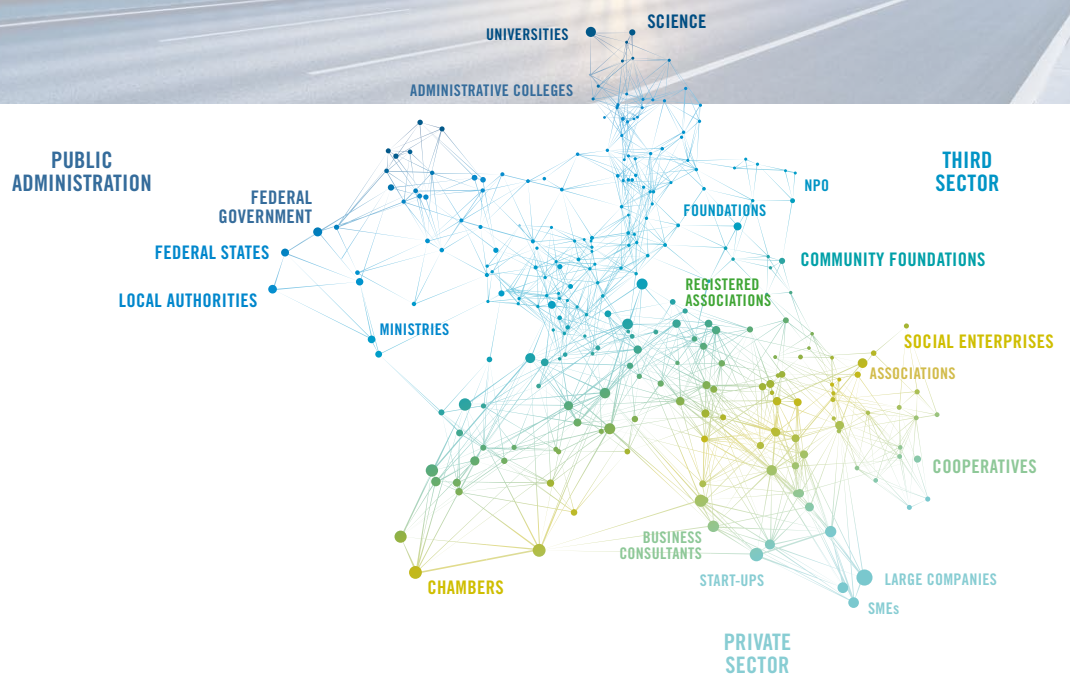 SCIENCE
UNIVERSITIES
ADMINISTRATIVE COLLEGES
PUBLIC
ADMINISTRATION
THIRD
SECTOR
NPO
FEDERAL
GOVERNMENT
FOUNDATIONS
FEDERAL STATES
COMMUNITY FOUNDATIONS
REGISTERED
ASSOCIATIONS
LOCAL AUTHORITIES
MINISTRIES
SOCIAL ENTERPRISES
ASSOCIATIONS
COOPERATIVES
BUSINESS
CONSULTANTS
CHAMBERS
START-UPS
LARGE COMPANIES
SMEs
PRIVATE
SECTOR